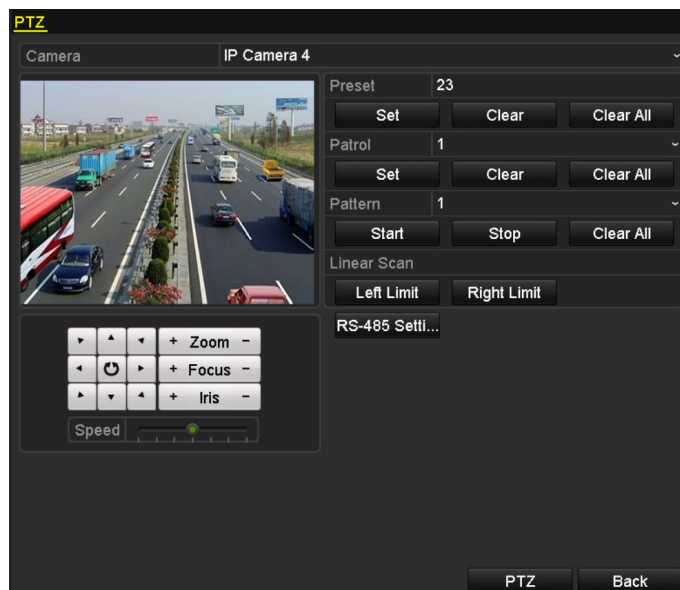 PTZ
Camera IP Camera 4
Preset 23
Set Clear Clear All
Patrol 1
Set Clear Clear All
Pattern 1
Start Stop Clear All
Linear Scan
Left Limit Right Limit
RS-485 Setti...
+ Zoom -
+ Focus -
+ Iris -
Speed
PTZ Back